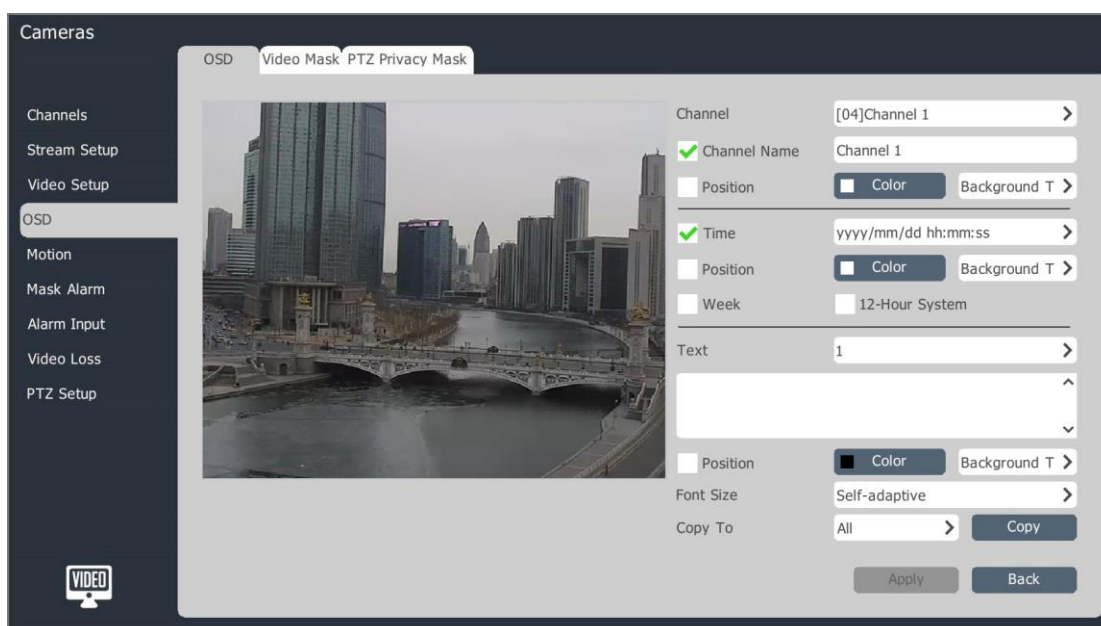 Cameras
OSD
Video Mask
PTZ Privacy Mask
Channels
Stream Setup
Video Setup
OSD
Motion
Mask Alarm
Alarm Input
Video Loss
PTZ Setup
VIDEO
Channel
[04]Channel 1
Channel Name
Channel 1
Position
Color
Background T
Time
yyyy/mm/dd hh:mm:ss
Position
Color
Background T
Week
12-Hour System
Text
1
Position
Color
Background T
Font Size
Self-adaptive
Copy To
All
Copy
Apply
Back